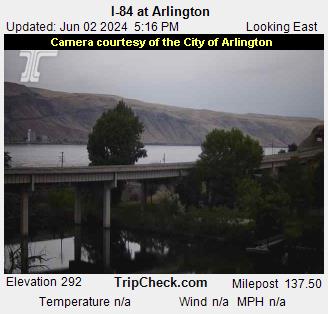 I-84 at Arlington
Updated: Jun 02 2024 5:16 PM Looking East
Camera courtesy of the City of Arlington
Elevation 292 TripCheck.com Milepost 137.50
Temperature n/a Wind n/a MPH n/a